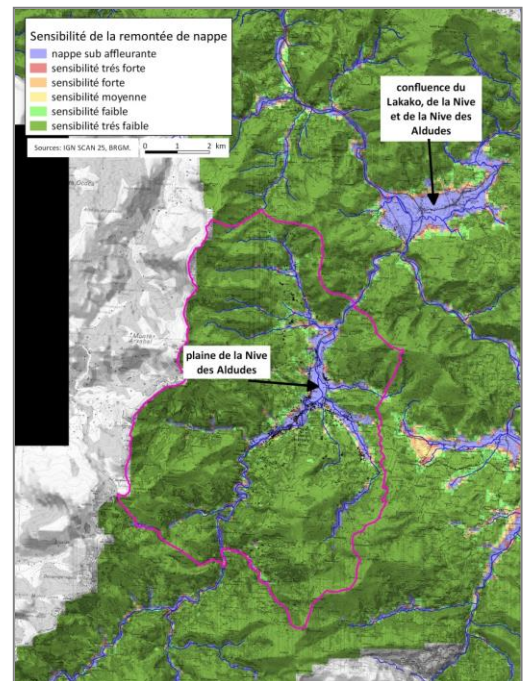 Sensibilité de la remontée de nappe
nappe sub affleurante
sensibilité trés forte
sensibilité forte
sensibilité moyenne
sensibilité faible
sensibilité trés faible
Sources: IGN SCAN 25, BRGM.
0 1 2 km
confluence du
Lakako, de la Nive
et de la Nive des
Aldudes
plaine de la Nive
des Aldudes